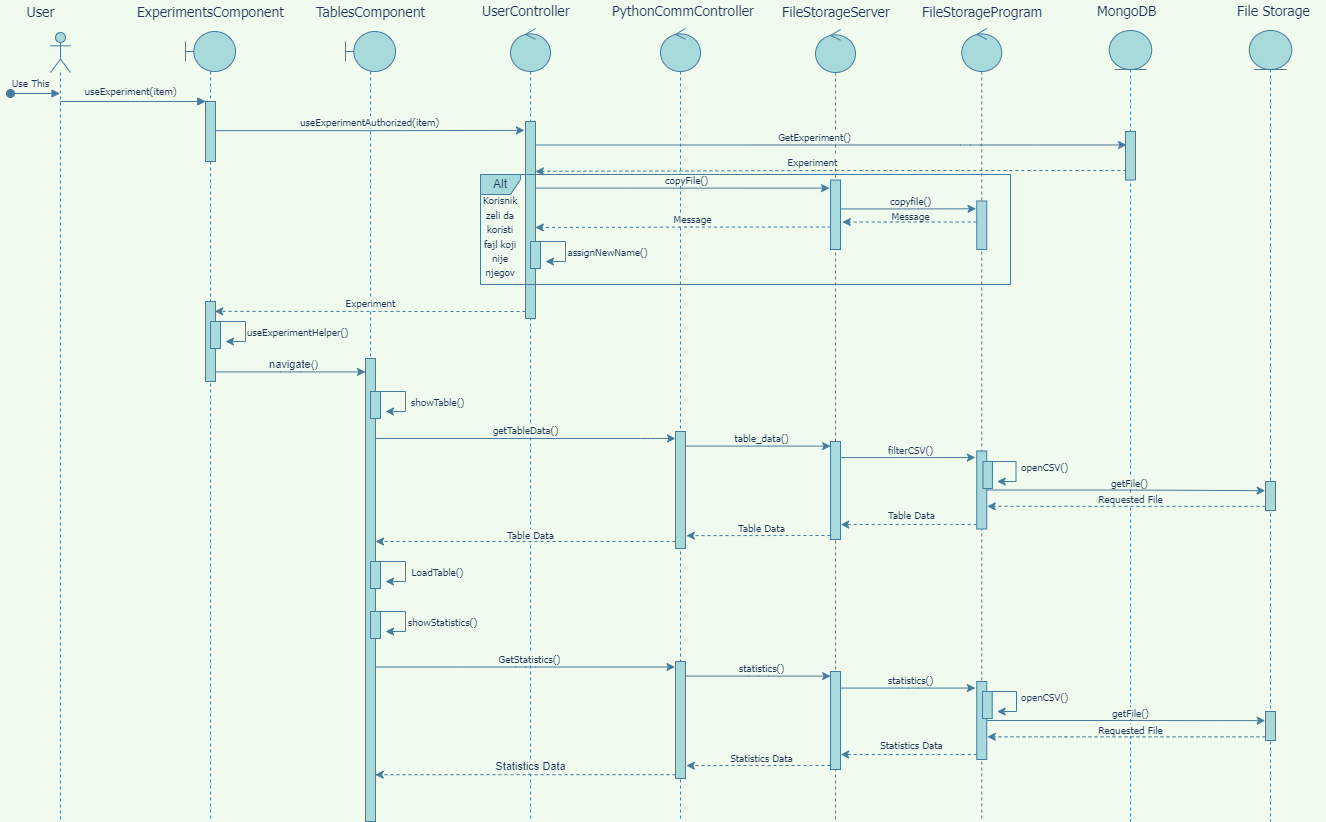 User
ExperimentsComponent
TablesComponent
UserController
PythonCommController
FileStorageServer
FileStorageProgram
MongoDB
File Storage
Use This
useExperiment(item)
useExperimentAuthorized(item)
GetExperiment()
Experiment
Alt
copyFile()
Korisnik
zeli da
koristi
fajl koji
nije
njegov
copyfile()
Message
Message
assignNewName()
Experiment
useExperimentHelper()
navigate()
showTable()
getTableData()
table_data()
filterCSV()
openCSV()
getFile()
Requested File
Table Data
Table Data
Table Data
LoadTable()
showStatistics()
GetStatistics()
statistics()
statistics()
openCSV()
getFile()
Requested File
Statistics Data
Statistics Data
Statistics Data